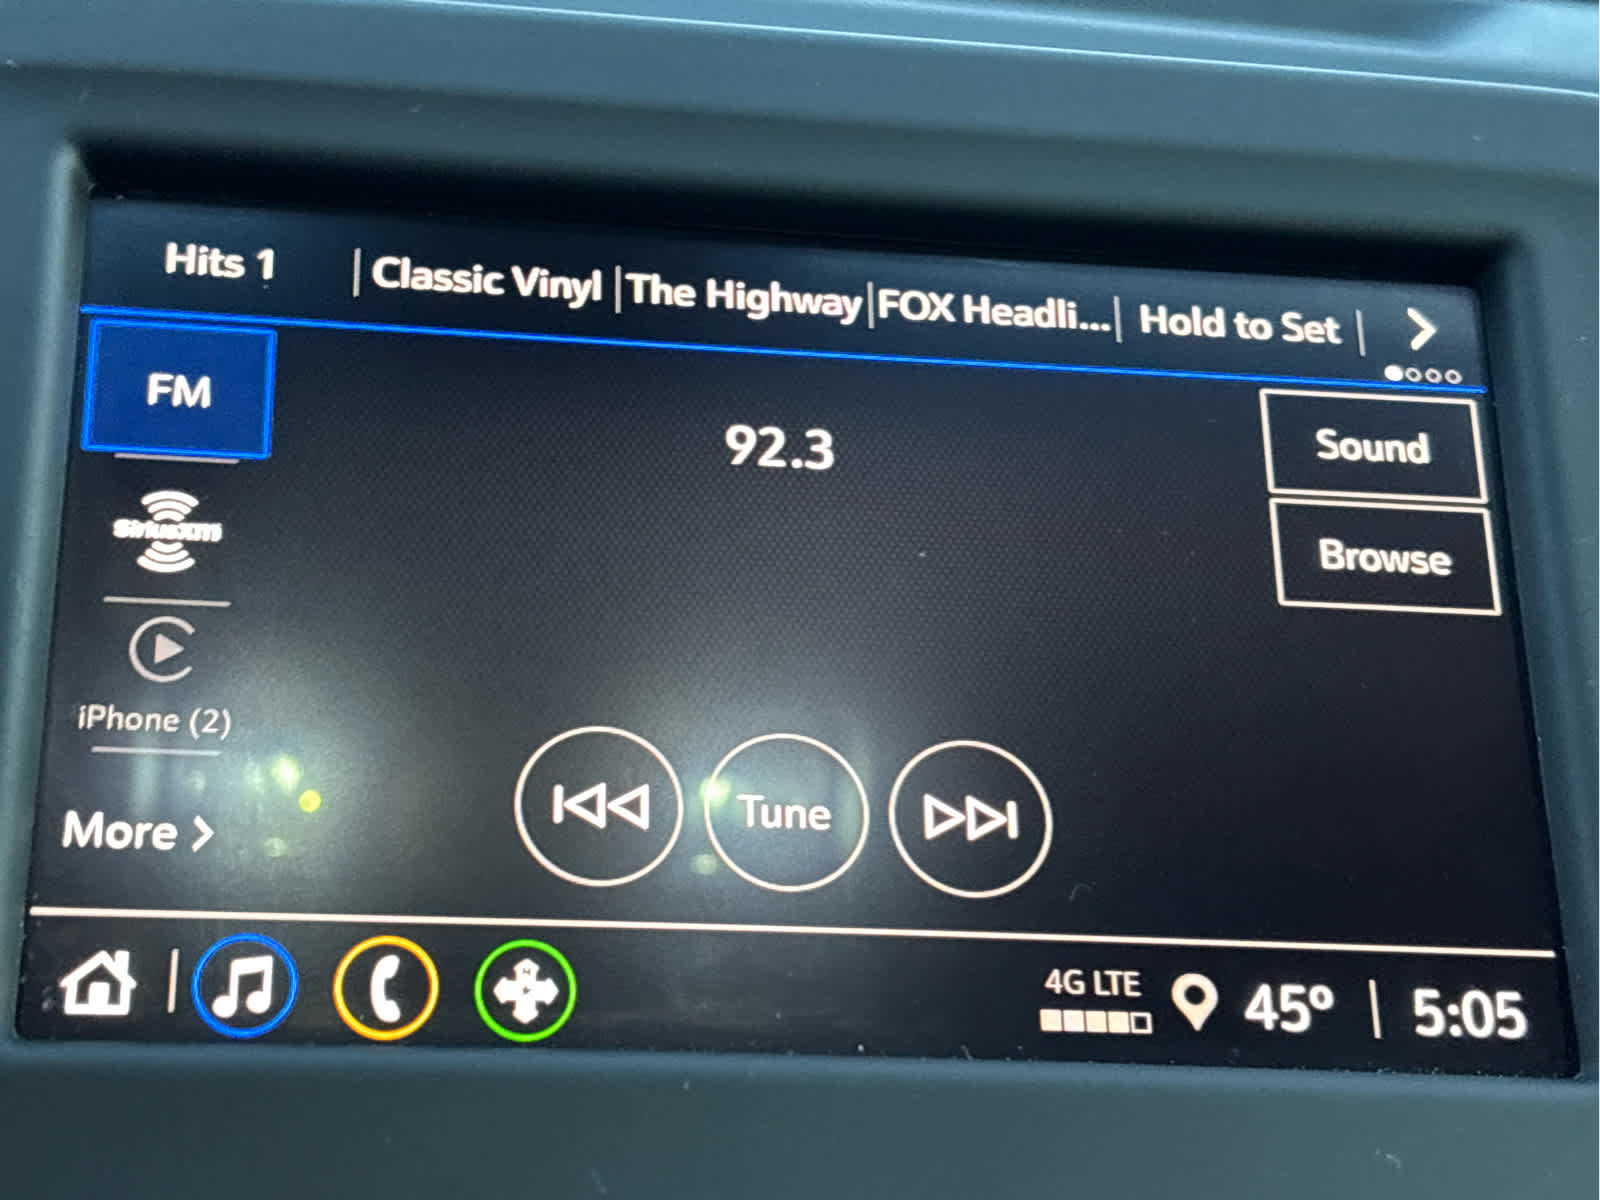 Hits 1 | Classic Vinyl | The Highway | FOX Headli... | Hold to Set |
FM
92.3
Sound
siriusxm
Browse
iPhone (2)
Tune
More
4G LTE
45° | 5:05